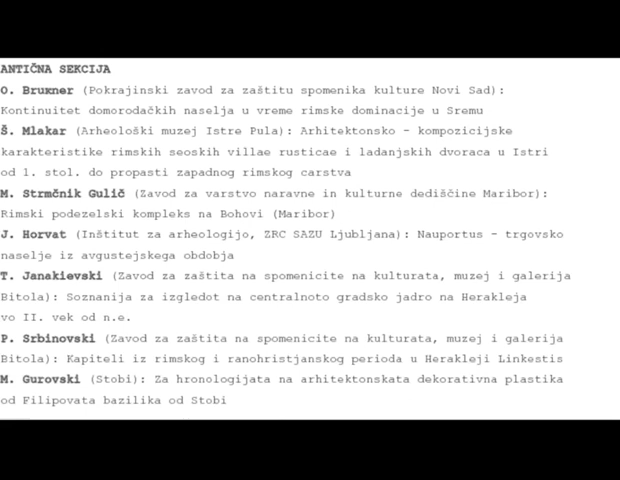 ANTIČNA SEKCIJA
O. Brukner (Pokrajinski zavod za zaštitu spomenika kulture Novi Sad):
Kontinuitet domorodačkih naselja u vreme rimske dominacije u Sremu
Š. Mlakar (Arheološki muzej Istre Pula): Arhitektonsko - kompozicijske
karakteristike rimskih seoskih villae rusticae i ladanjskih dvoraca u Istri
od 1. stol. do propasti zapadnog rimskog carstva
M. Strmčnik Gulič (Zavod za varstvo naravne in kulturne dediščine Maribor):
Rimski podezelski kompleks na Bohovi (Maribor)
J. Horvat (Inštitut za arheologijo, ZRC SAZU Ljubljana): Nauportus - trgovsko
naselje iz avgustejskega obdobja
T. Janakievski (Zavod za zaštita na spomenicite na kulturata, muzej i galerija
Bitola): Soznanija za izgledot na centralnoto gradsko jadro na Herakleja
vo II. vek od n.e.
P. Srbinovski (Zavod za zaštita na spomenicite na kulturata, muzej i galerija
Bitola): Kapiteli iz rimskog i ranohristjanskog perioda u Herakleji Linkestis
M. Gurovski (Stobi): Za hronologijata na arhitektonskata dekorativna plastika
od Filipovata bazilika od Stobi